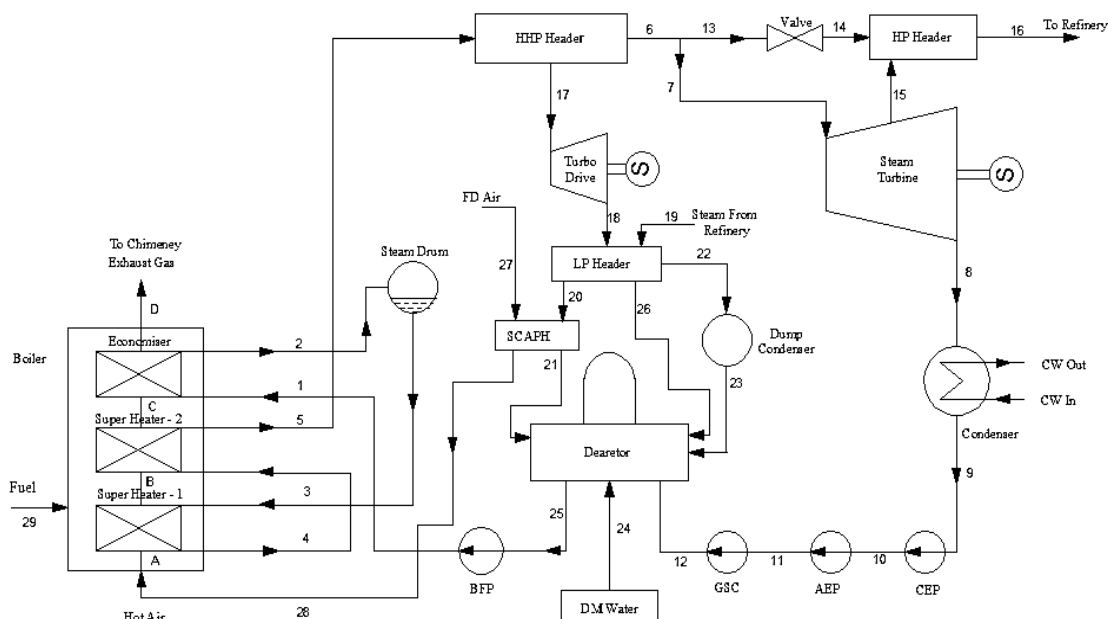 HHP Header
6
13
Valve
14
HP Header
16
To Refinery
17
7
15
Turbo
Drive
S
Steam
Turbine
S
FD Air
18
19
Steam From
Refinery
To Chimeney
Exhaust Gas
Steam Drum
27
LP Header
22
8
D
20
26
Boiler
Economiser
2
SCAPH
Dump
Condenser
1
21
23
CW Out
CW In
C
Super Heater - 2
5
Dearetor
Condenser
Fuel
29
B
Super Heater - 1
3
9
25
24
4
A
12
11
10
BFP
GSC
AEP
CEP
Hot Air
28
DM Water